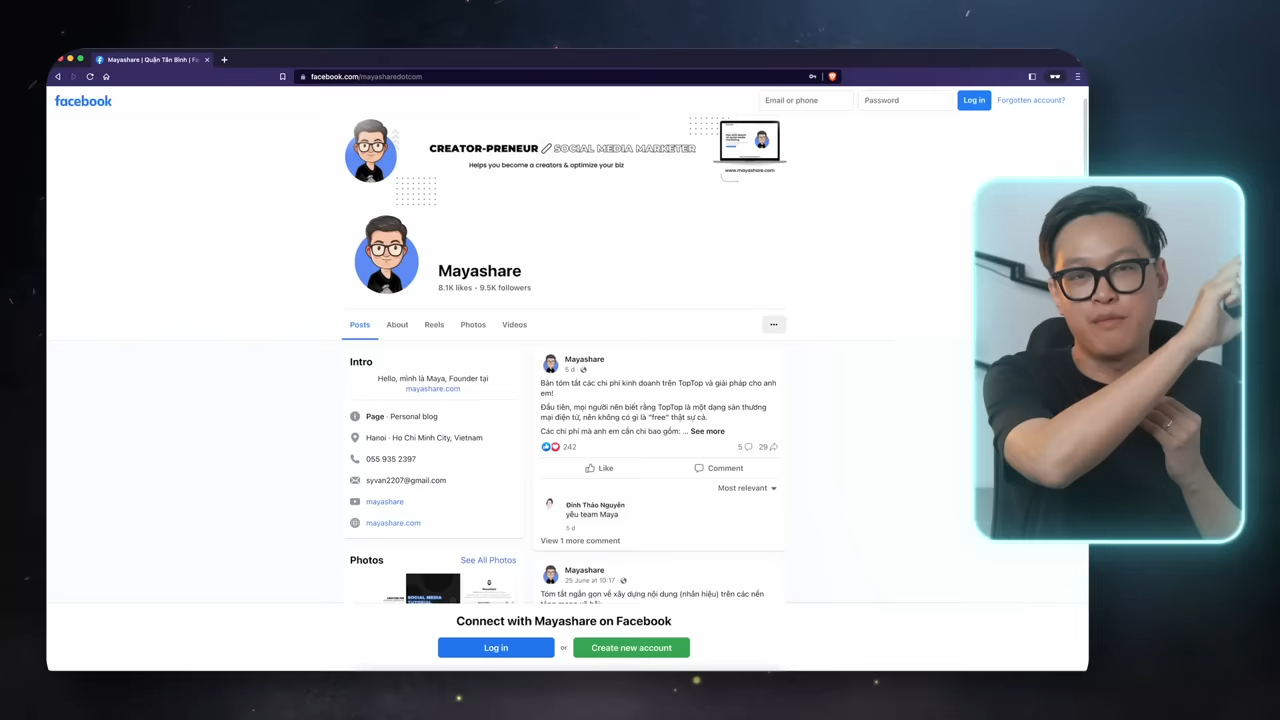 Mayashare | Quận Tân Bình | Fa
facebook.com/mayasharedotcom
facebook
Email or phone
Password
Log in
Forgotten account?
CREATOR-PRENEUR SOCIAL MEDIA MARKETER
Helps you become a creators & optimize your biz
www.mayashare.com
Mayashare
8.1K likes · 9.5K followers
Posts
About
Reels
Photos
Videos
Intro
Hello, mình là Maya, Founder tại
mayashare.com
Page · Personal blog
Hanoi · Ho Chi Minh City, Vietnam
055 935 2397
syvan2207@gmail.com
mayashare
mayashare.com
Photos
See All Photos
SOCIAL MEDIA
TUTORIAL
Mayashare
5 d ·
Bản tóm tắt các chi phí kinh doanh trên TopTop và giải pháp cho anh
em!
Đầu tiên, mọi người nên biết rằng TopTop là một dạng sàn thương
mại điện tử, nên không có gì là "free" thật sự cả.
Các chi phí mà anh em cần chi bao gồm: ... See more
242
5
29
Like
Comment
Most relevant
Đinh Thảo Nguyên
yêu team Maya
5 d
View 1 more comment
Mayashare
25 June at 10:17 ·
Tóm tắt ngắn gọn về xây dựng nội dung (nhân hiệu) trên các nền
tảng mạng xã hội:
Connect with Mayashare on Facebook
Log in
or
Create new account